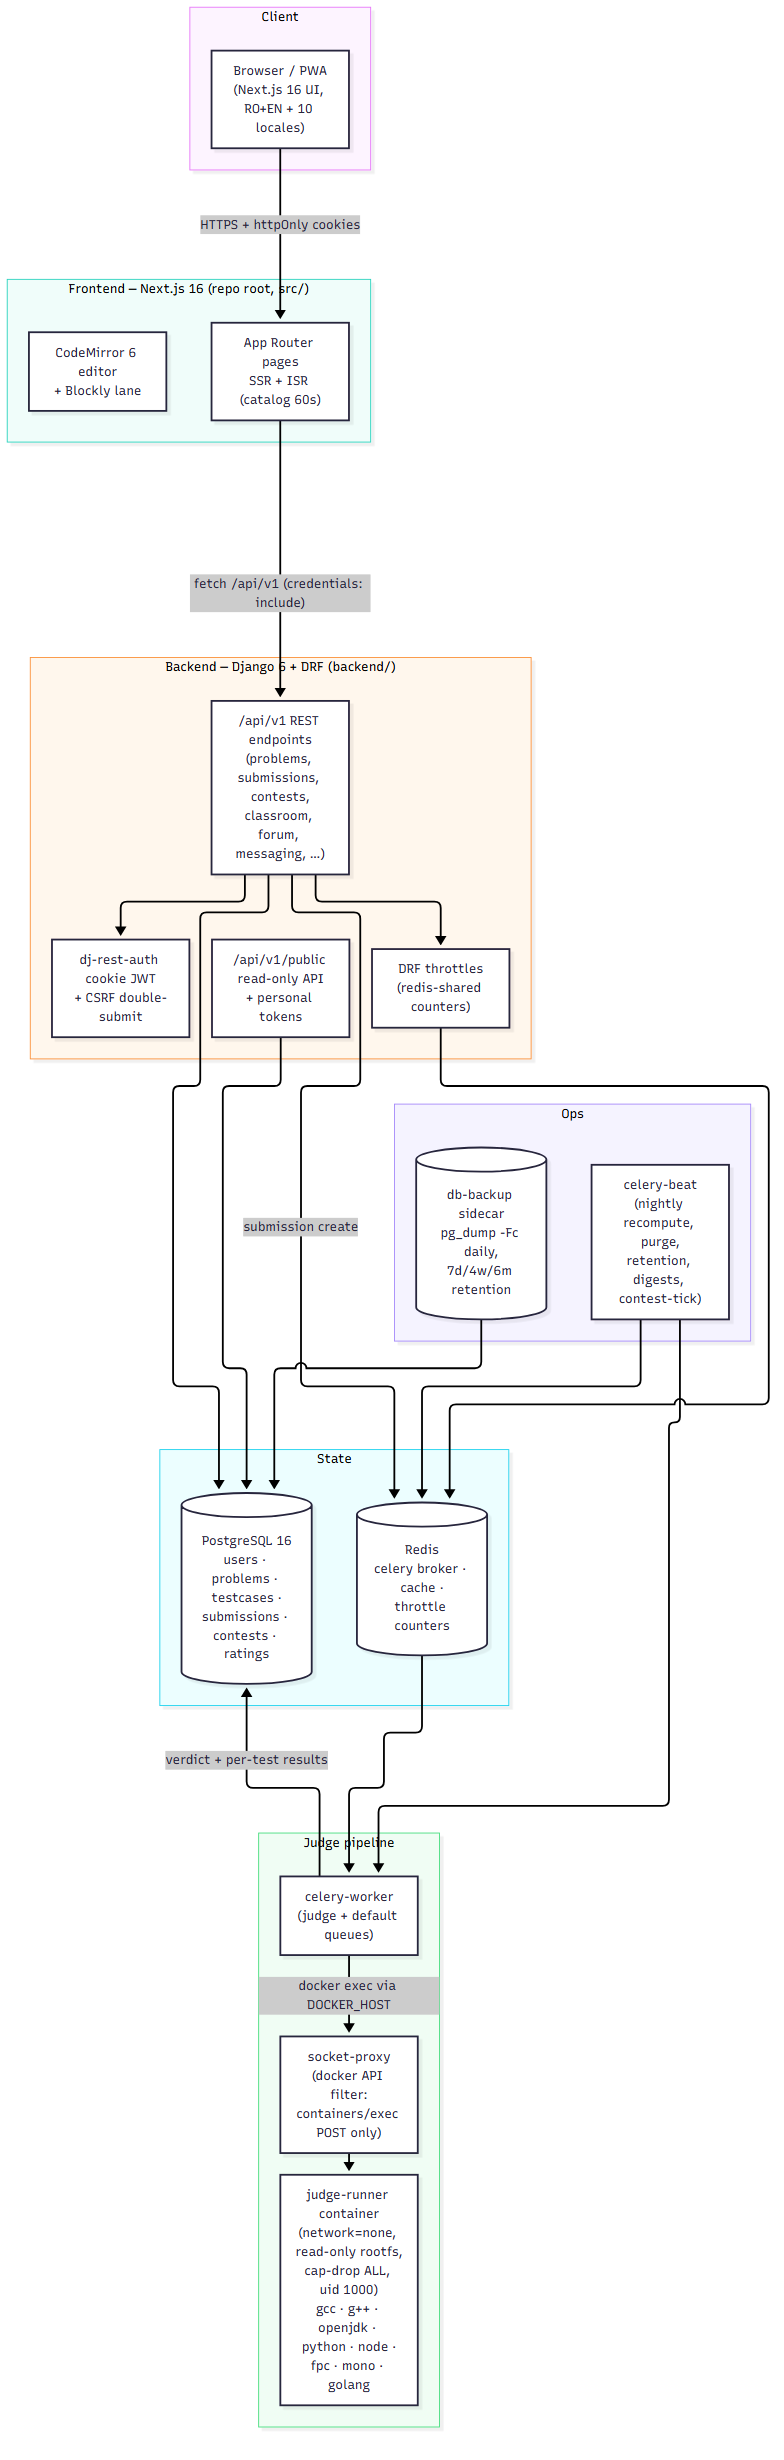 Client
Browser / PWA
(Next.js 16 UI,
RO+EN + 10
locales)
HTTPS + httpOnly cookies
Frontend — Next.js 16 (repo root, src/)
CodeMirror 6
editor
+ Blockly lane
App Router
pages
SSR + ISR
(catalog 60s)
fetch /api/v1 (credentials:
include)
Backend — Django 6 + DRF (backend/)
/api/v1 REST
endpoints
(problems,
submissions,
contests,
classroom,
forum,
messaging, …)
dj-rest-auth
cookie JWT
+ CSRF double-
submit
/api/v1/public
read-only API
+ personal
tokens
DRF throttles
(redis-shared
counters)
Ops
db-backup
sidecar
pg_dump -Fc
daily,
7d/4w/6m
retention
celery-beat
(nightly
recompute,
purge,
retention,
digests,
contest-tick)
submission create
State
PostgreSQL 16
users ·
problems ·
testcases ·
submissions ·
contests ·
ratings
Redis
celery broker ·
cache ·
throttle
counters
verdict + per-test results
Judge pipeline
celery-worker
(judge + default
queues)
docker exec via
DOCKER_HOST
socket-proxy
(docker API
filter:
containers/exec
POST only)
judge-runner
container
(network=none,
read-only rootfs,
cap-drop ALL,
uid 1000)
gcc · g++ ·
openjdk ·
python · node ·
fpc · mono ·
golang